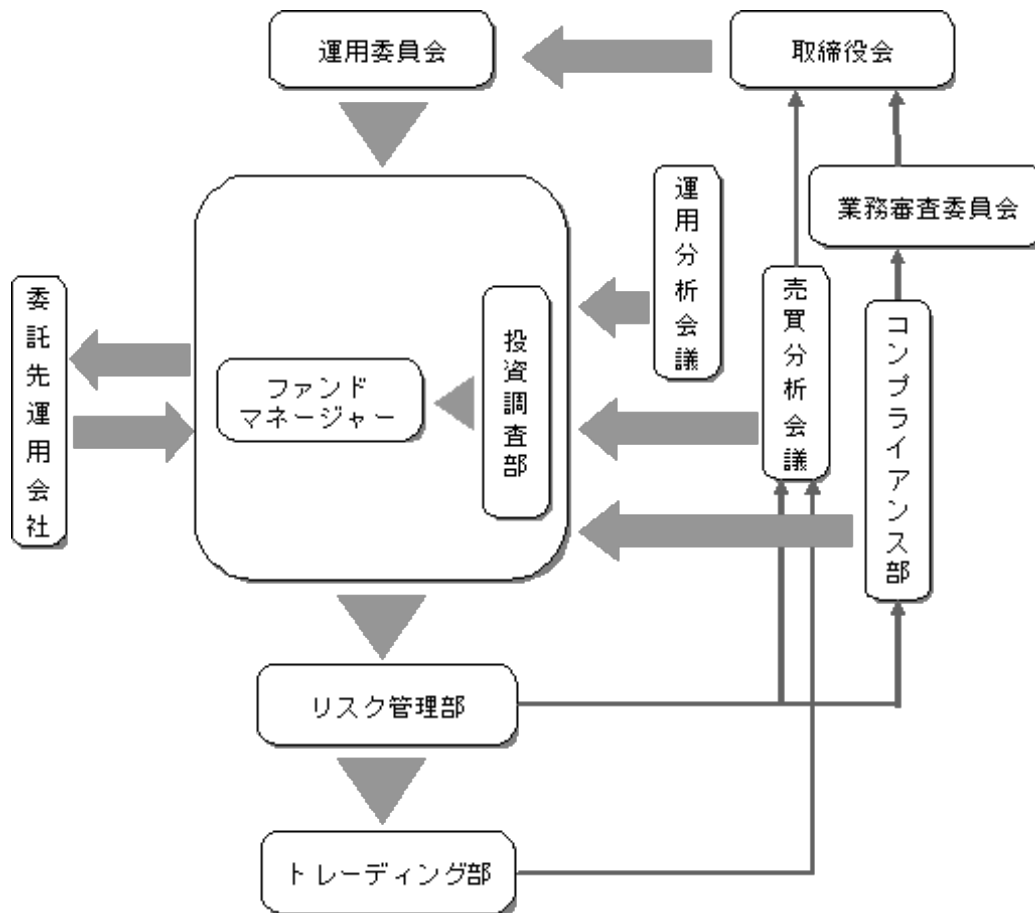 運用委員会
取締役会
運用分析会議
業務審査委員会
委託先運用会社
ファンド
マネージャー
投資調査部
売買分析会議
コンプライアンス部
リスク管理部
トレーディング部